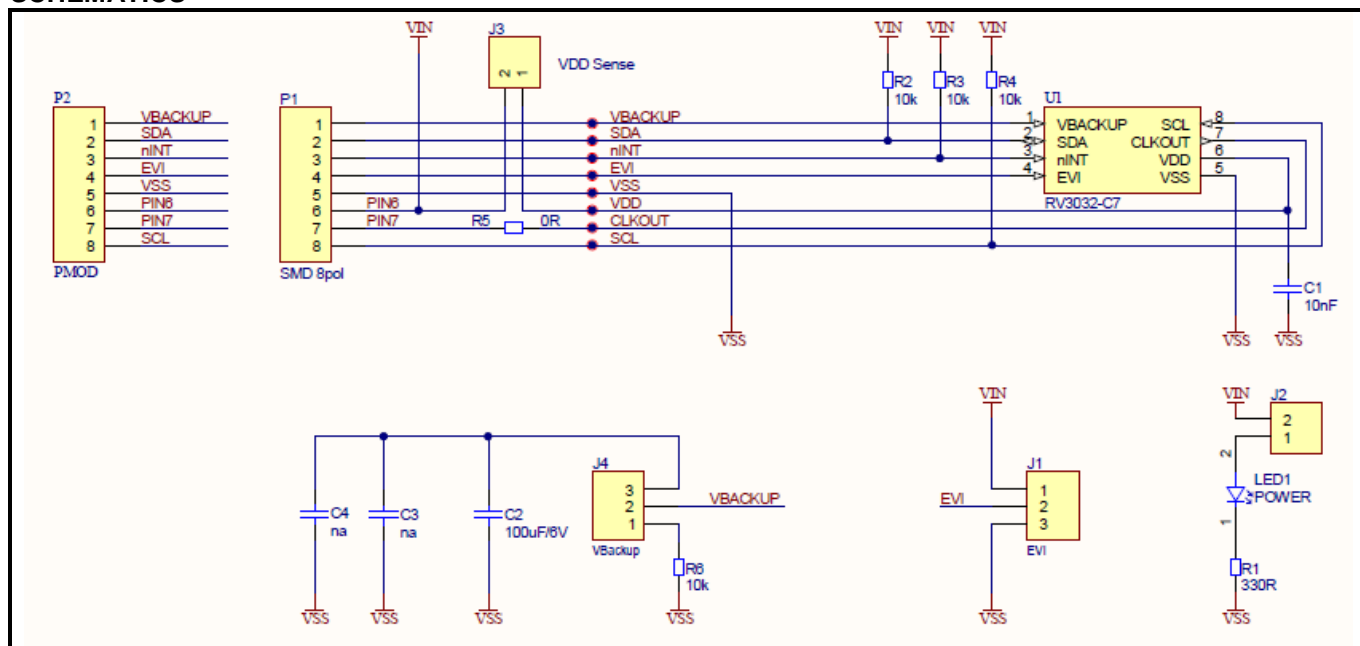 SCHEMATICS
VIN
J3
2 1
VDD Sense
VIN VIN VIN
R2
10k
R3
10k
R4
10k
P2
1 VBACKUP
2 SDA
3 nINT
4 EVI
5 VSS
6 PIN6
7 PIN7
8 SCL
PMOD
P1
1
2
3
4
5
6 PIN6
7 PIN7
8
SMD 8pol
R5 0R
VBACKUP
SDA
nINT
EVI
VSS
VDD
CLKOUT
SCL
U1
1 VBACKUP SCL 8
2 SDA CLKOUT 7
3 nINT VDD 6
4 EVI VSS 5
RV3032-C7
C1
10nF
VSS
VSS
VSS
C4
na
C3
na
C2
100uF/6V
J4
3
2 VBACKUP
1
VBackup
R6
10k
VSS VSS VSS VSS
VIN
J1
1
EVI 2
3
EVI
VSS
VIN
J2
2
1
2
LED1
POWER
1
R1
330R
VSS